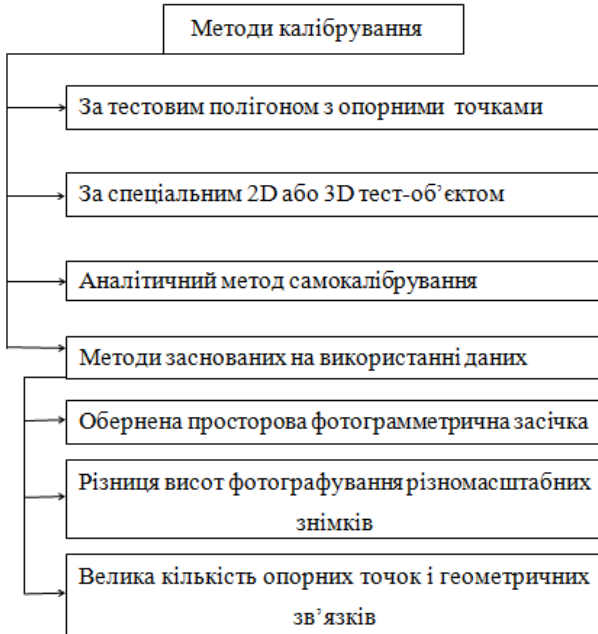 Методи калібрування
За тестовим полігоном з опорними точками
За спеціальним 2D або 3D тест-об’єктом
Аналітичний метод самокалібрування
Методи заснованих на використанні даних
Обернена просторова фотограмметрична засічка
Різниця висот фотографування різномасштабних
знімків
Велика кількість опорних точок і геометричних
зв’язків